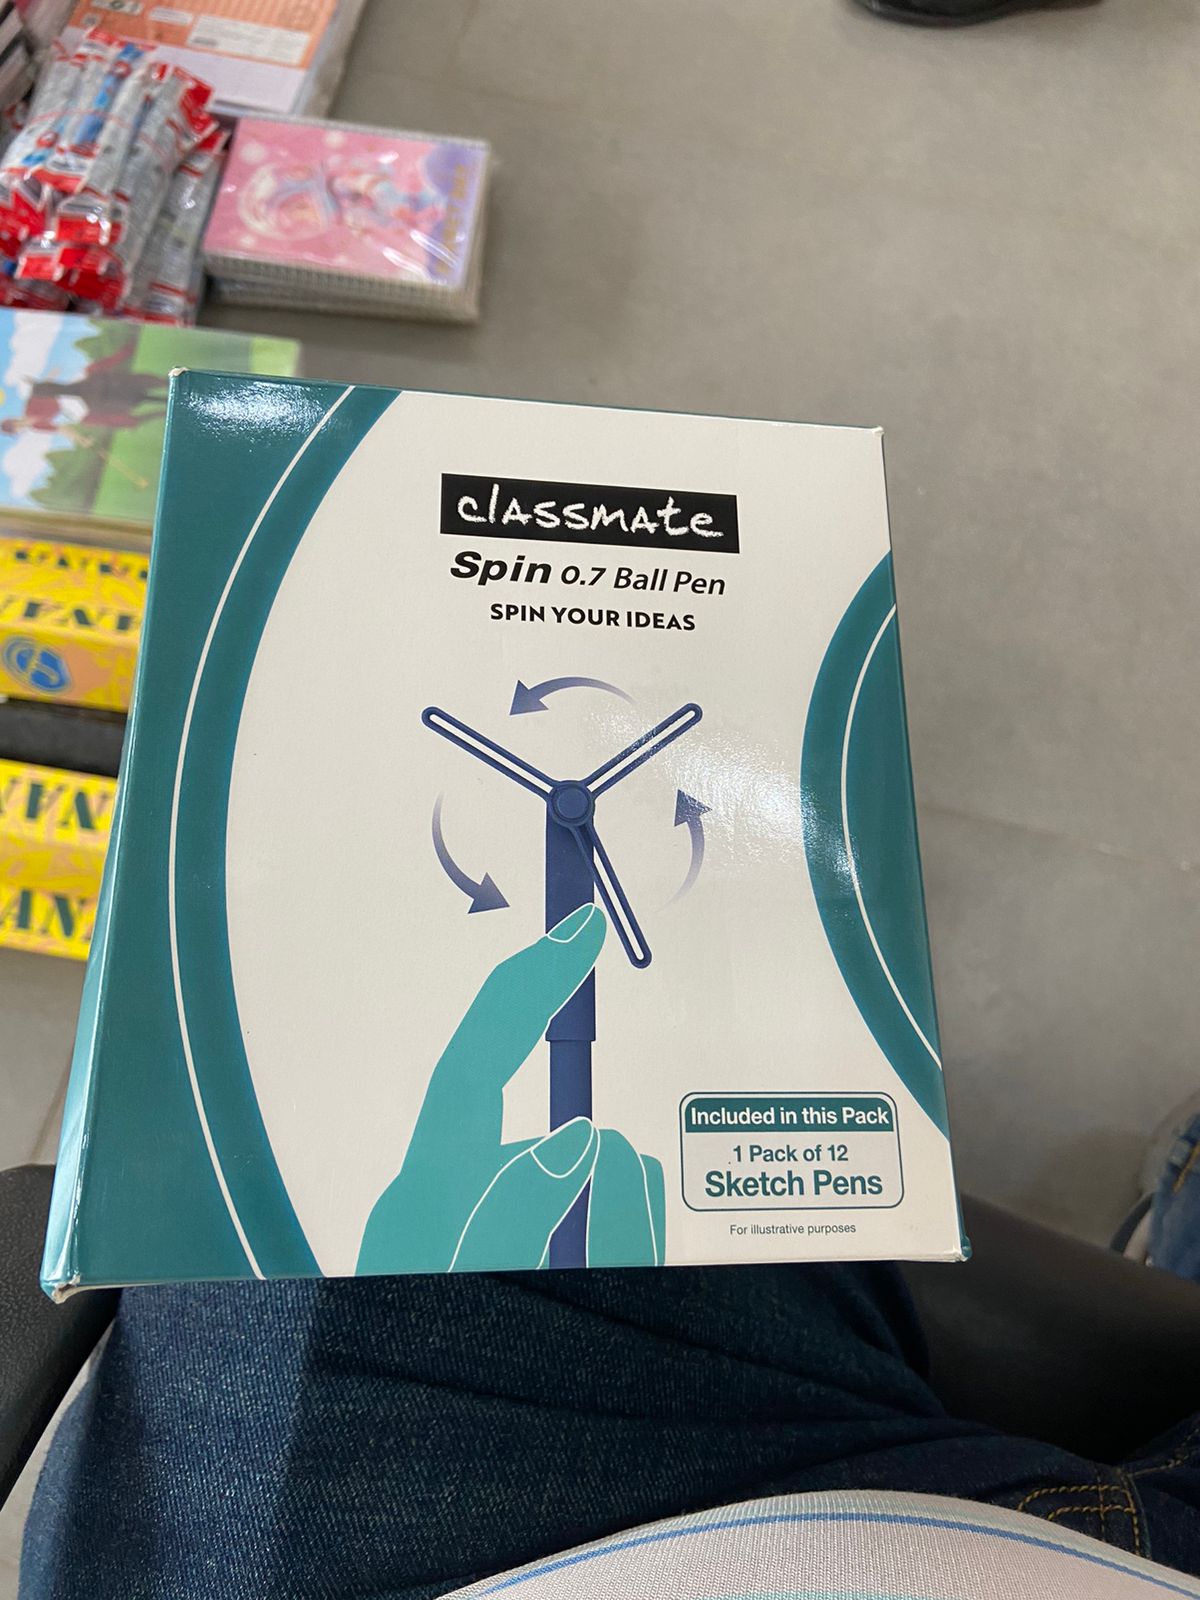 classmate
Spin 0.7 Ball Pen
SPIN YOUR IDEAS
Included in this Pack
1 Pack of 12
Sketch Pens
For illustrative purposes